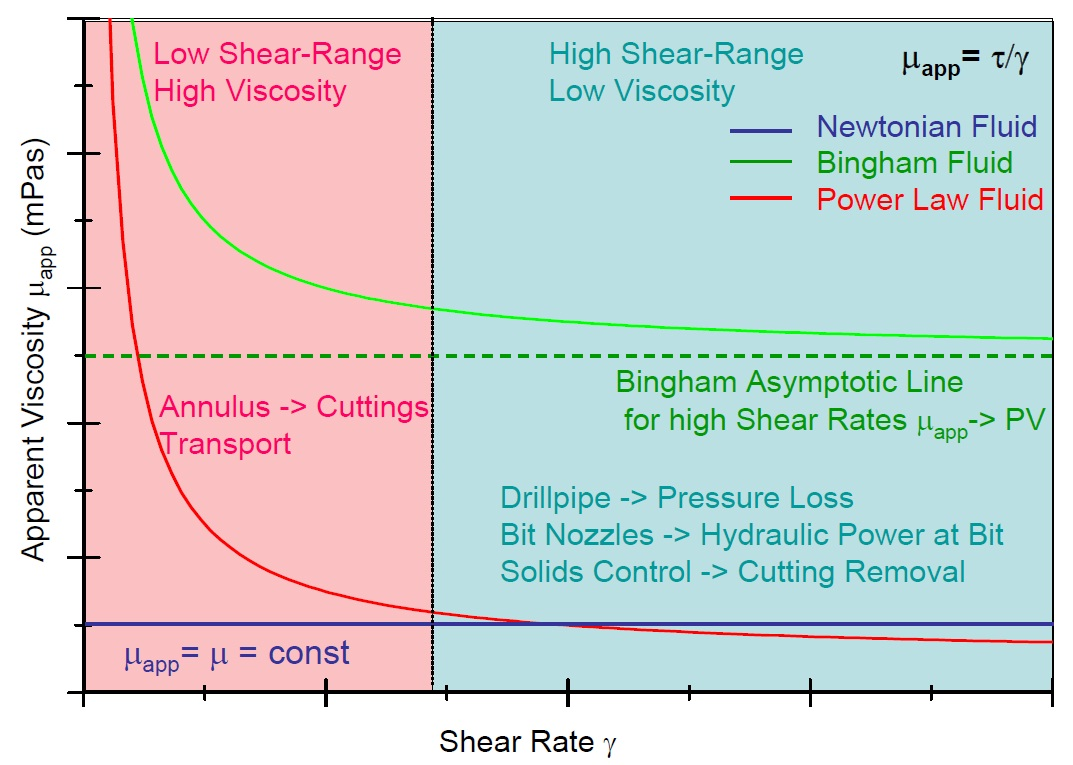 Low Shear-Range
High Viscosity
High Shear-Range
Low Viscosity
μapp= τ/γ
Newtonian Fluid
Bingham Fluid
Power Law Fluid
Apparent Viscosity μapp (mPas)
Bingham Asymptotic Line
for high Shear Rates μapp-> PV
Annulus -> Cuttings
Transport
Drillpipe -> Pressure Loss
Bit Nozzles -> Hydraulic Power at Bit
Solids Control -> Cutting Removal
μapp= μ = const
Shear Rate γ